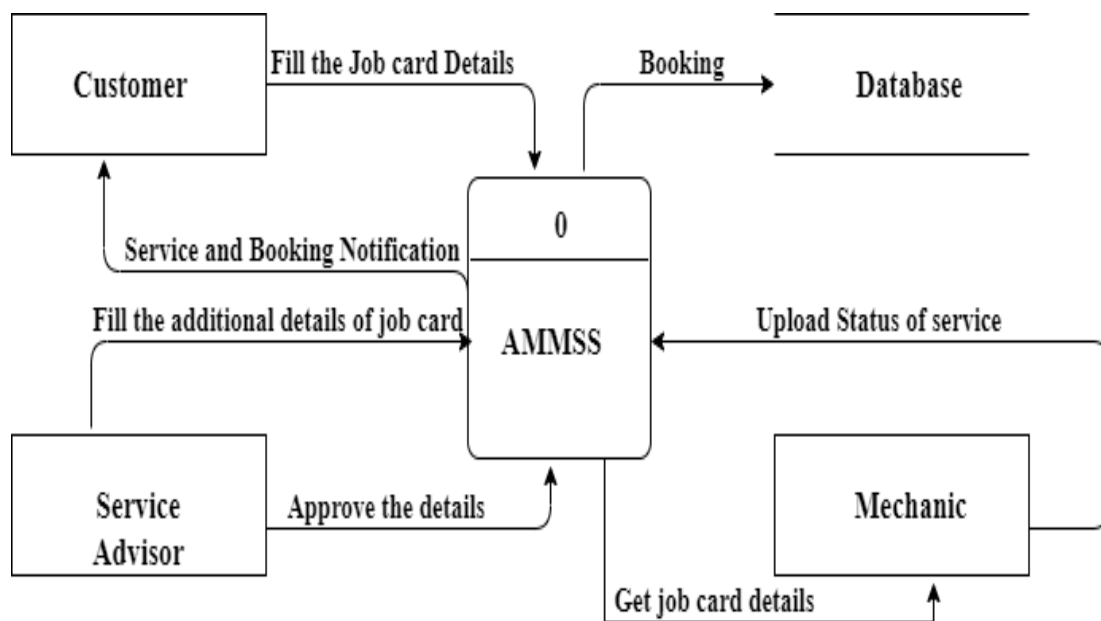 Customer
Fill the Job card Details
Booking
Database
0
Service and Booking Notification
Fill the additional details of job card
AMMSS
Upload Status of service
Service
Advisor
Approve the details
Mechanic
Get job card details